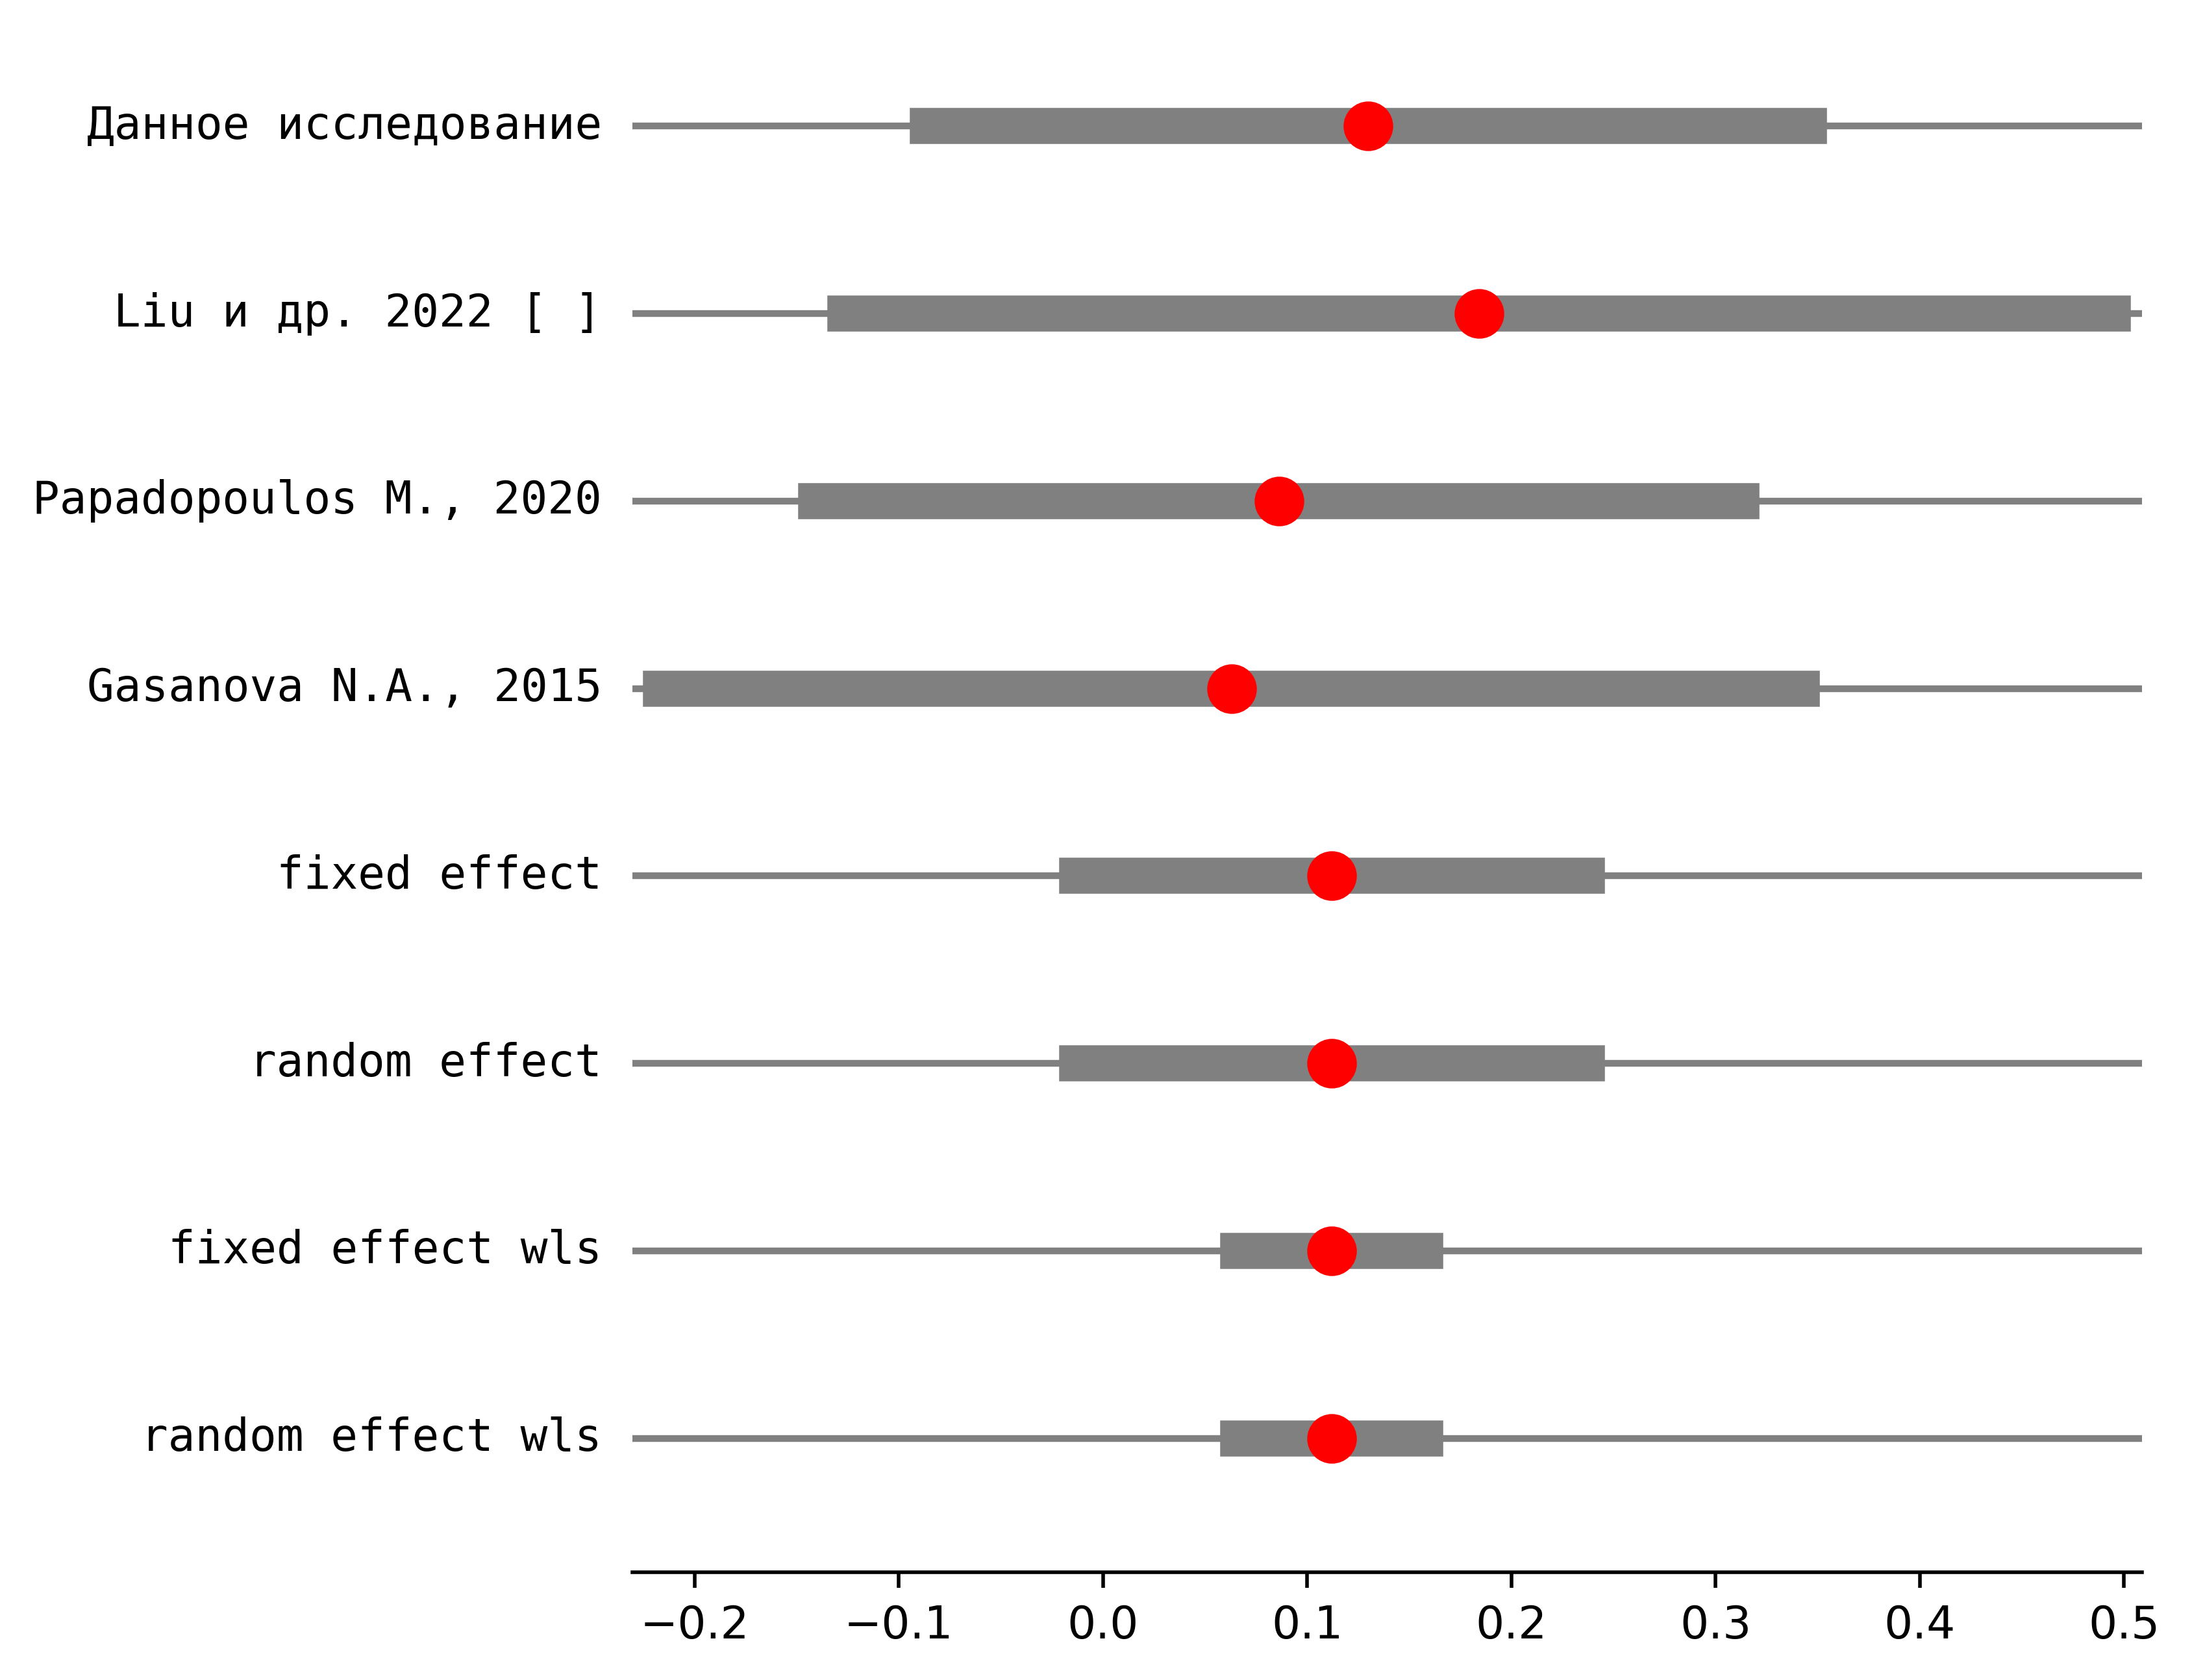 Данное исследование
Liu и др. 2022 [ ]
Papadopoulos M., 2020
Gasanova N.A., 2015
fixed effect
random effect
fixed effect wls
random effect wls
−0.2 −0.1 0.0 0.1 0.2 0.3 0.4 0.5